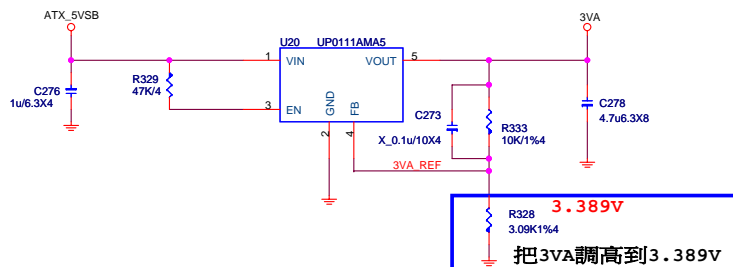 ATX_5VSB
3VA
U20 UP0111AMA5
1 VIN VOUT 5
C276
1u/6.3X4
R329
47K/4
3 EN
GND
FB
2
4
C273
X_0.1u/10X4
R333
10K/1%4
C278
4.7u6.3X8
3VA_REF
3.389V
R328
3.09K1%4
把3VA調高到3.389V